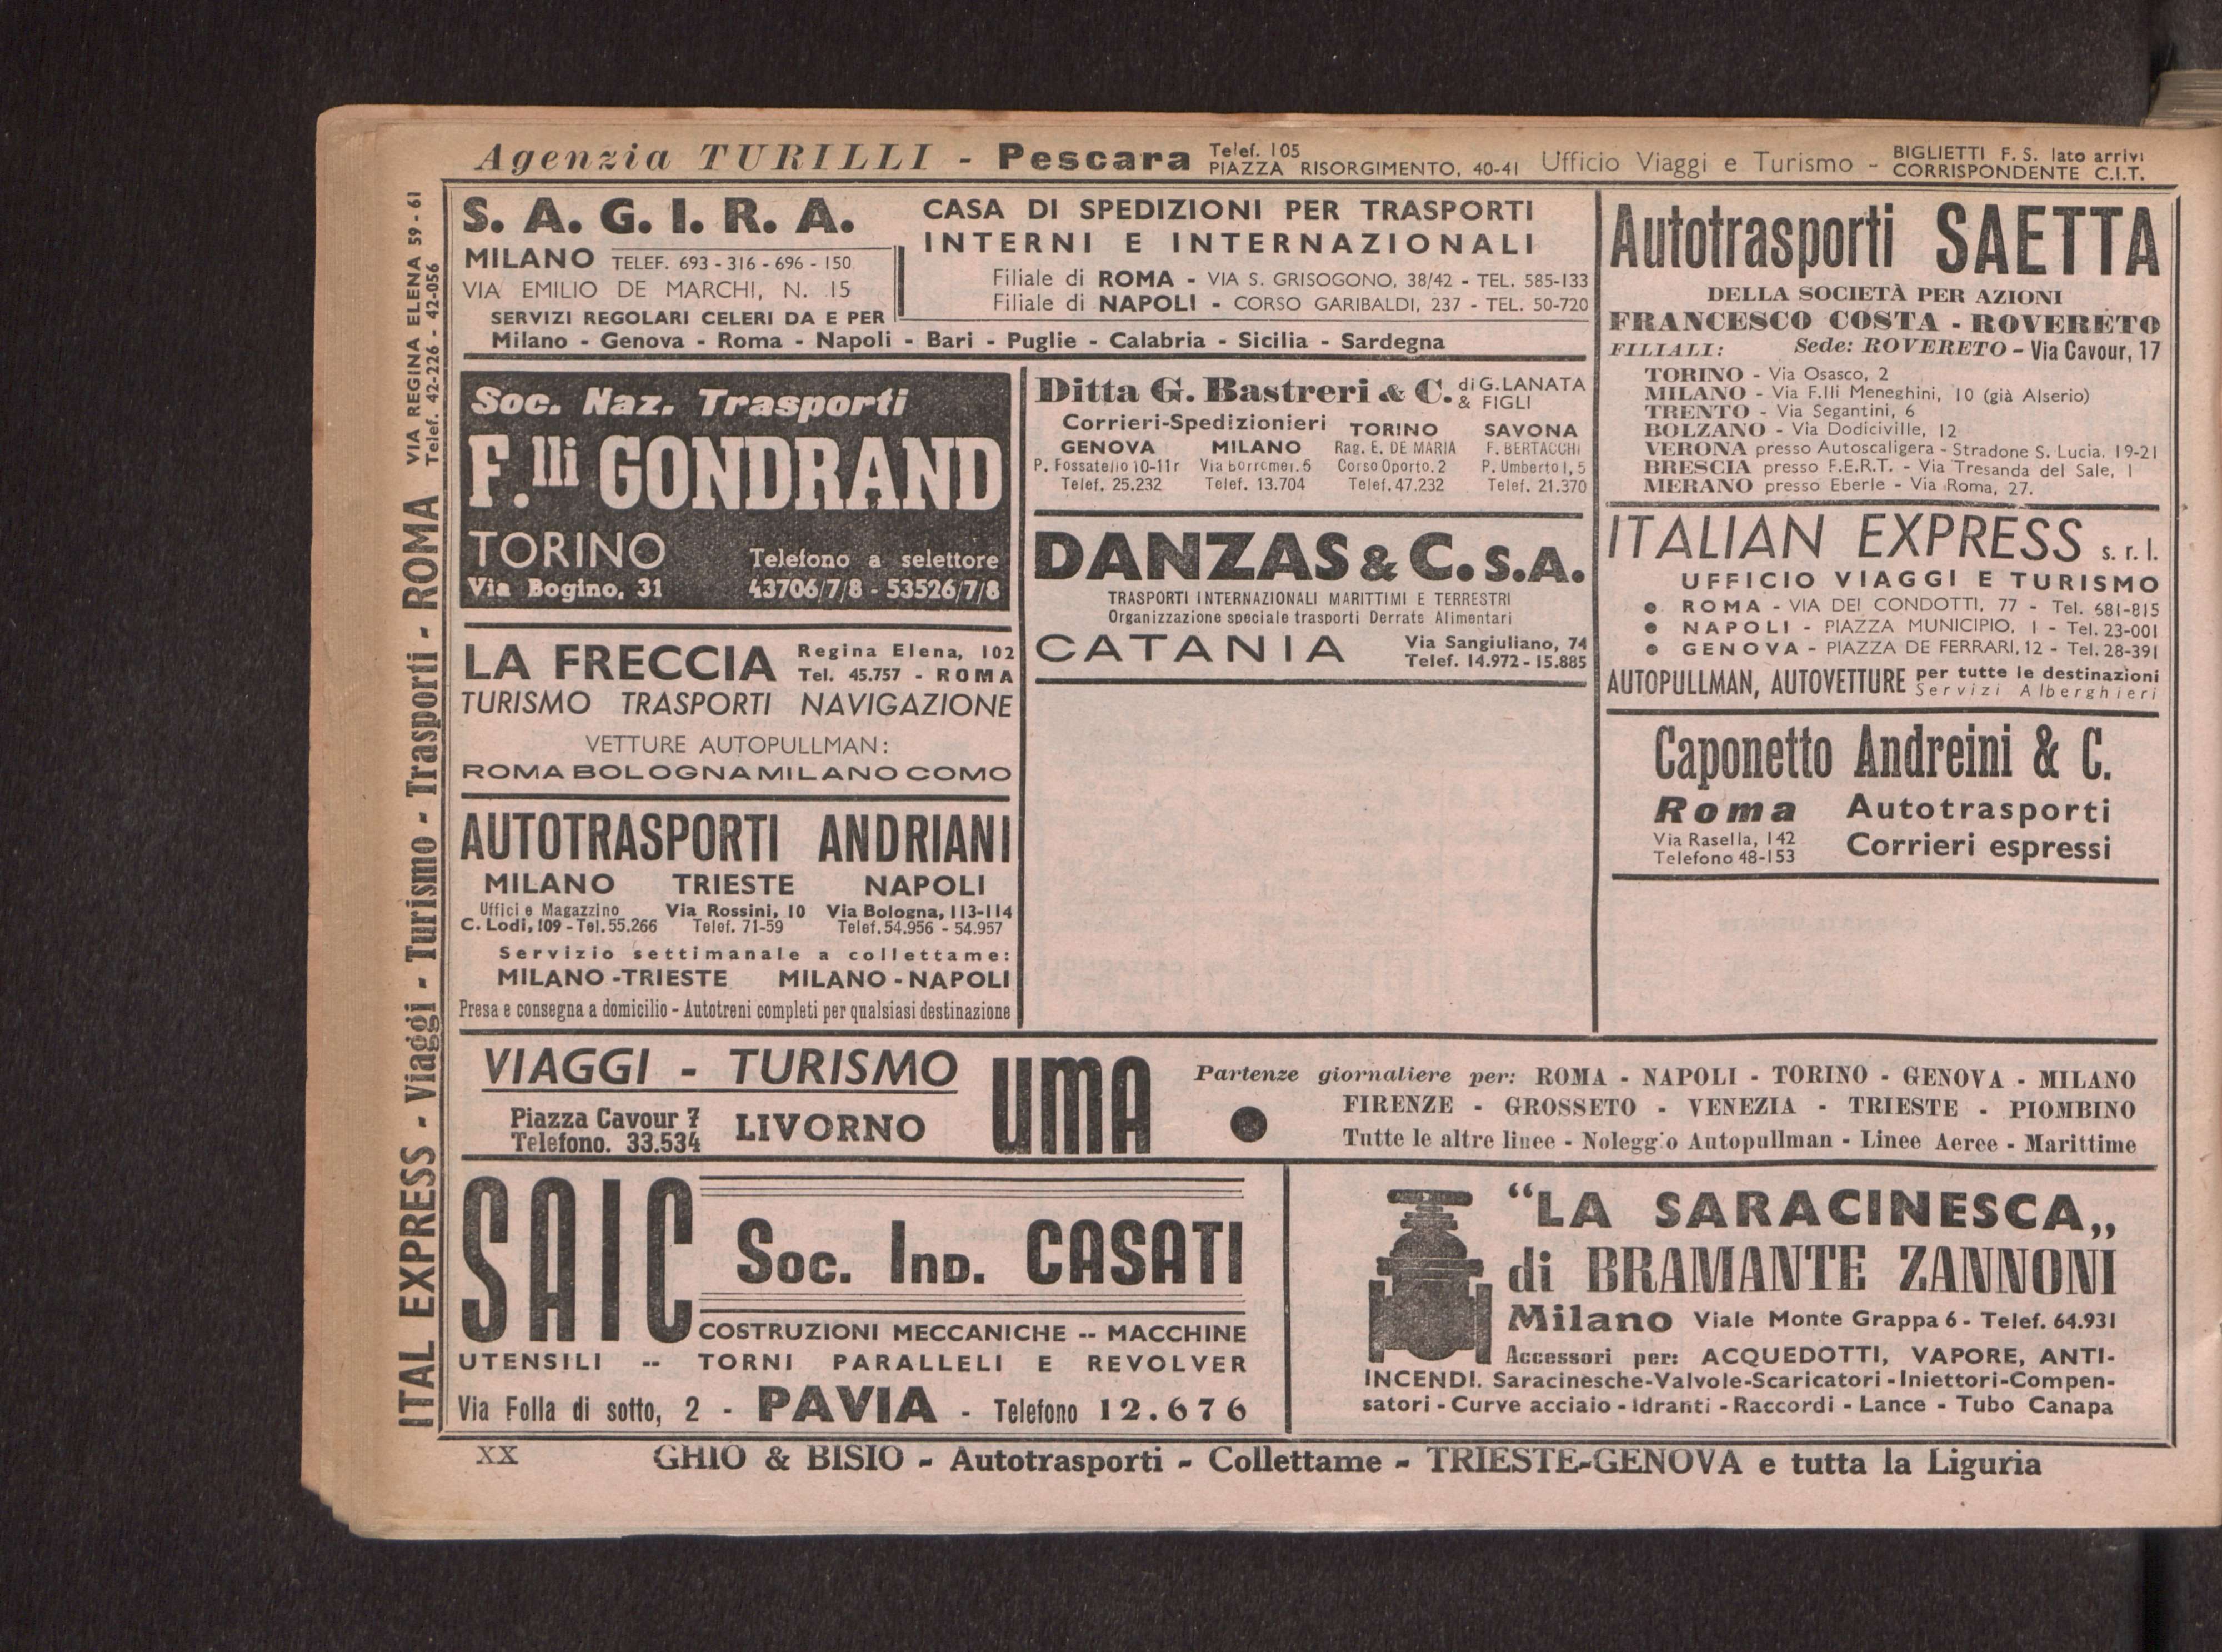 Agenzia TURILLI - Pescara Telef. 105 PIAZZA RISORGIMENTO, 40-41 Ufficio Viaggi e Turismo - BIGLIETTI F. S. lato arrivi CORRISPONDENTE C.I.T.
ITAL EXPRESS - Viaggi - Turismo - Trasporti - ROMA VIA REGINA ELENA 59 - 61 Telef. 42-226 - 42-056
S. A. G. I. R. A.
MILANO TELEF. 693 - 316 - 696 - 150
VIA EMILIO DE MARCHI, N. 15
CASA DI SPEDIZIONI PER TRASPORTI
INTERNI E INTERNAZIONALI
Filiale di ROMA - VIA S. GRISOGONO, 38/42 - TEL. 585-133
Filiale di NAPOLI - CORSO GARIBALDI, 237 - TEL. 50-720
SERVIZI REGOLARI CELERI DA E PER
Milano - Genova - Roma - Napoli - Bari - Puglie - Calabria - Sicilia - Sardegna
Soc. Naz. Trasporti
F.lli GONDRAND
TORINO Telefono a selettore
Via Bogino, 31 43706/7/8 - 53526/7/8
LA FRECCIA Regina Elena, 102
Tel. 45.757 - ROMA
TURISMO TRASPORTI NAVIGAZIONE
VETTURE AUTOPULLMAN:
ROMA BOLOGNA MILANO COMO
AUTOTRASPORTI ANDRIANI
MILANO TRIESTE NAPOLI
Uffici e Magazzino Via Rossini, 10 Via Bologna, 113-114
C. Lodi, 109 - Tel. 55.266 Telef. 71-59 Telef. 54.956 - 54.957
Servizio settimanale a collettame:
MILANO - TRIESTE MILANO - NAPOLI
Presa e consegna a domicilio - Autotreni completi per qualsiasi destinazione
Ditta G. Bastreri & C. di G. LANATA & FIGLI
Corrieri-Spedizionieri TORINO SAVONA
GENOVA MILANO Rag. E. DE MARIA F. BERTACCHI
P. Fossatello 10-11r Via Borromei. 6 Corso Oporto. 2 P. Umberto I, 5
Telef. 25.232 Telef. 13.704 Telef. 47.232 Telef. 21.370
DANZAS & C. S.A.
TRASPORTI INTERNAZIONALI MARITTIMI E TERRESTRI
Organizzazione speciale trasporti Derrate Alimentari
CATANIA Via Sangiuliano, 74
Telef. 14.972 - 15.885
Autotrasporti SAETTA
DELLA SOCIETÀ PER AZIONI
FRANCESCO COSTA - ROVERETO
FILIALI: Sede: ROVERETO - Via Cavour, 17
TORINO - Via Osasco, 2
MILANO - Via F.lli Meneghini, 10 (già Alserio)
TRENTO - Via Segantini, 6
BOLZANO - Via Dodiciville, 12
VERONA presso Autoscaligera - Stradone S. Lucia. 19-21
BRESCIA presso F.E.R.T. - Via Tresanda del Sale, 1
MERANO presso Eberle - Via Roma, 27.
ITALIAN EXPRESS s. r. l.
UFFICIO VIAGGI E TURISMO
● ROMA - VIA DEI CONDOTTI, 77 - Tel. 681-815
● NAPOLI - PIAZZA MUNICIPIO, 1 - Tel. 23-001
● GENOVA - PIAZZA DE FERRARI, 12 - Tel. 28-391
AUTOPULLMAN, AUTOVETTURE per tutte le destinazioni
Servizi Alberghieri
Caponetto Andreini & C.
Roma Autotrasporti
Via Rasella, 142
Telefono 48-153 Corrieri espressi
VIAGGI - TURISMO
Piazza Cavour 7
Telefono. 33.534 LIVORNO
UMA
● Partenze giornaliere per: ROMA - NAPOLI - TORINO - GENOVA - MILANO
FIRENZE - GROSSETO - VENEZIA - TRIESTE - PIOMBINO
Tutte le altre linee - Noleggio Autopullman - Linee Aeree - Marittime
SAIC Soc. Ind. CASATI
COSTRUZIONI MECCANICHE -- MACCHINE
UTENSILI -- TORNI PARALLELI E REVOLVER
Via Folla di sotto, 2 - PAVIA - Telefono 12.676
“LA SARACINESCA„
di BRAMANTE ZANNONI
Milano Viale Monte Grappa 6 - Telef. 64.931
Accessori per: ACQUEDOTTI, VAPORE, ANTI-
INCENDI. Saracinesche-Valvole-Scaricatori - Iniettori-Compen-
satori - Curve acciaio - Idranti - Raccordi - Lance - Tubo Canapa
XX GHIO & BISIO - Autotrasporti - Collettame - TRIESTE-GENOVA e tutta la Liguria